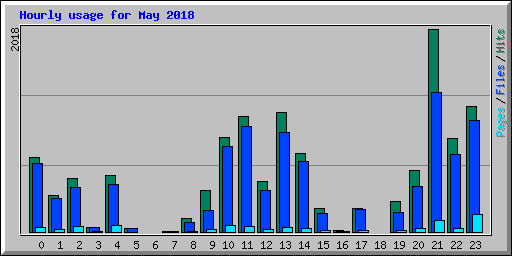 Hourly usage for May 2018
2018
Pages/Files/Hits
0 1 2 3 4 5 6 7 8 9 10 11 12 13 14 15 16 17 18 19 20 21 22 23